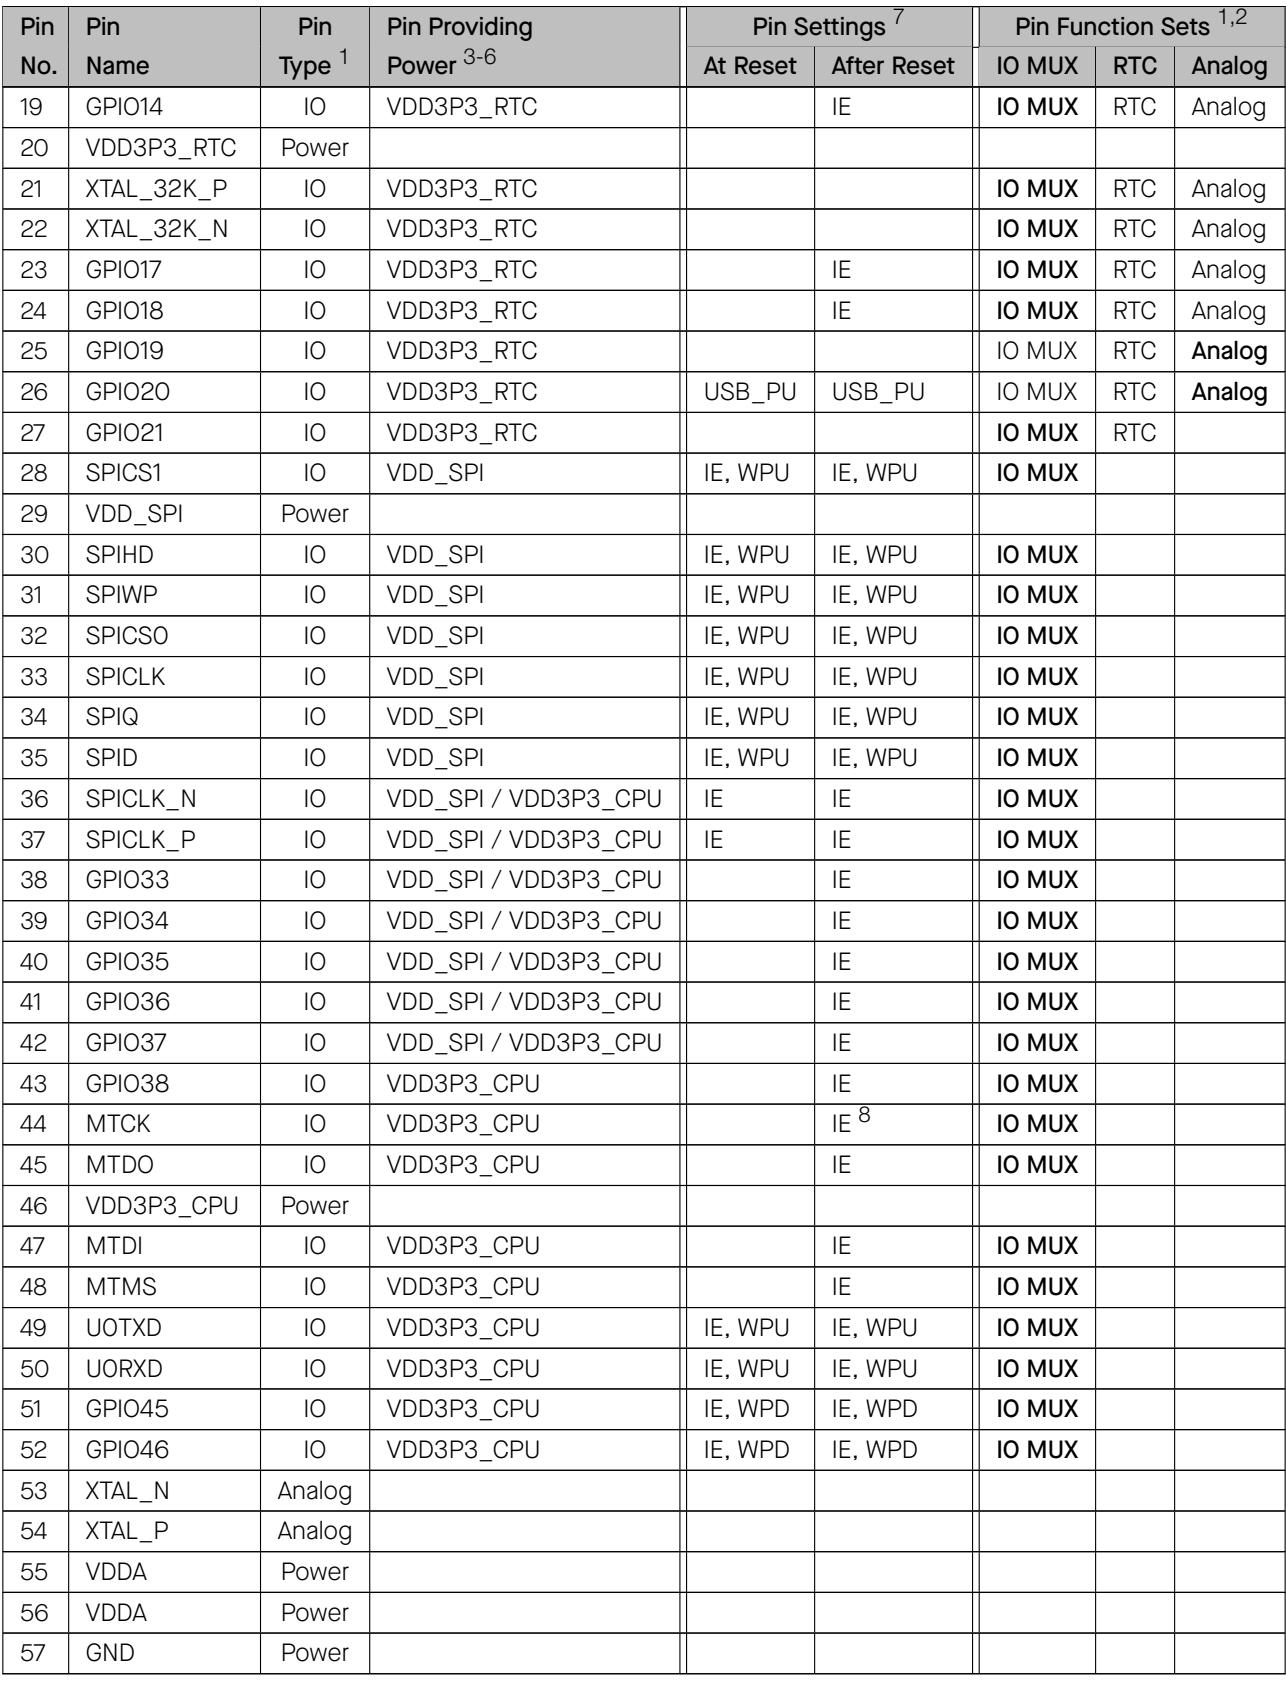 Pin Pin Pin Pin Providing Pin Settings 7 Pin Function Sets 1,2
No. Name Type 1 Power 3-6 At Reset After Reset IO MUX RTC Analog
19 GPIO14 IO VDD3P3_RTC IE IO MUX RTC Analog
20 VDD3P3_RTC Power
21 XTAL_32K_P IO VDD3P3_RTC IO MUX RTC Analog
22 XTAL_32K_N IO VDD3P3_RTC IO MUX RTC Analog
23 GPIO17 IO VDD3P3_RTC IE IO MUX RTC Analog
24 GPIO18 IO VDD3P3_RTC IE IO MUX RTC Analog
25 GPIO19 IO VDD3P3_RTC IO MUX RTC Analog
26 GPIO20 IO VDD3P3_RTC USB_PU USB_PU IO MUX RTC Analog
27 GPIO21 IO VDD3P3_RTC IO MUX RTC
28 SPICS1 IO VDD_SPI IE, WPU IE, WPU IO MUX
29 VDD_SPI Power
30 SPIHD IO VDD_SPI IE, WPU IE, WPU IO MUX
31 SPIWP IO VDD_SPI IE, WPU IE, WPU IO MUX
32 SPICS0 IO VDD_SPI IE, WPU IE, WPU IO MUX
33 SPICLK IO VDD_SPI IE, WPU IE, WPU IO MUX
34 SPIQ IO VDD_SPI IE, WPU IE, WPU IO MUX
35 SPID IO VDD_SPI IE, WPU IE, WPU IO MUX
36 SPICLK_N IO VDD_SPI / VDD3P3_CPU IE IE IO MUX
37 SPICLK_P IO VDD_SPI / VDD3P3_CPU IE IE IO MUX
38 GPIO33 IO VDD_SPI / VDD3P3_CPU IE IO MUX
39 GPIO34 IO VDD_SPI / VDD3P3_CPU IE IO MUX
40 GPIO35 IO VDD_SPI / VDD3P3_CPU IE IO MUX
41 GPIO36 IO VDD_SPI / VDD3P3_CPU IE IO MUX
42 GPIO37 IO VDD_SPI / VDD3P3_CPU IE IO MUX
43 GPIO38 IO VDD3P3_CPU IE IO MUX
44 MTCK IO VDD3P3_CPU IE 8 IO MUX
45 MTDO IO VDD3P3_CPU IE IO MUX
46 VDD3P3_CPU Power
47 MTDI IO VDD3P3_CPU IE IO MUX
48 MTMS IO VDD3P3_CPU IE IO MUX
49 U0TXD IO VDD3P3_CPU IE, WPU IE, WPU IO MUX
50 U0RXD IO VDD3P3_CPU IE, WPU IE, WPU IO MUX
51 GPIO45 IO VDD3P3_CPU IE, WPD IE, WPD IO MUX
52 GPIO46 IO VDD3P3_CPU IE, WPD IE, WPD IO MUX
53 XTAL_N Analog
54 XTAL_P Analog
55 VDDA Power
56 VDDA Power
57 GND Power